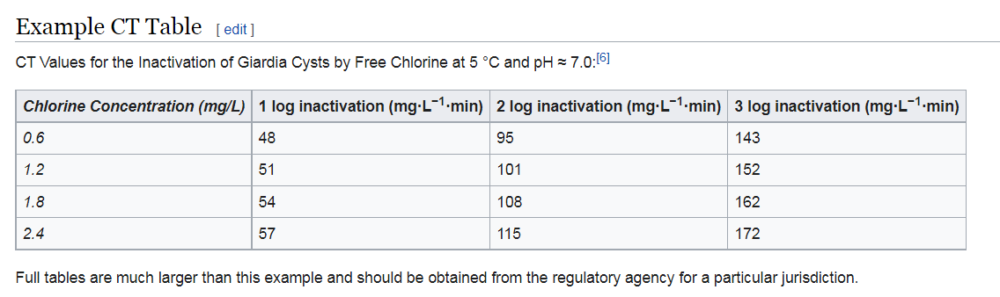 Example CT Table [ edit ]
CT Values for the Inactivation of Giardia Cysts by Free Chlorine at 5 °C and pH ≈ 7.0:[6]
Chlorine Concentration (mg/L) 1 log inactivation (mg·L⁻¹·min) 2 log inactivation (mg·L⁻¹·min) 3 log inactivation (mg·L⁻¹·min)
0.6 48 95 143
1.2 51 101 152
1.8 54 108 162
2.4 57 115 172
Full tables are much larger than this example and should be obtained from the regulatory agency for a particular jurisdiction.